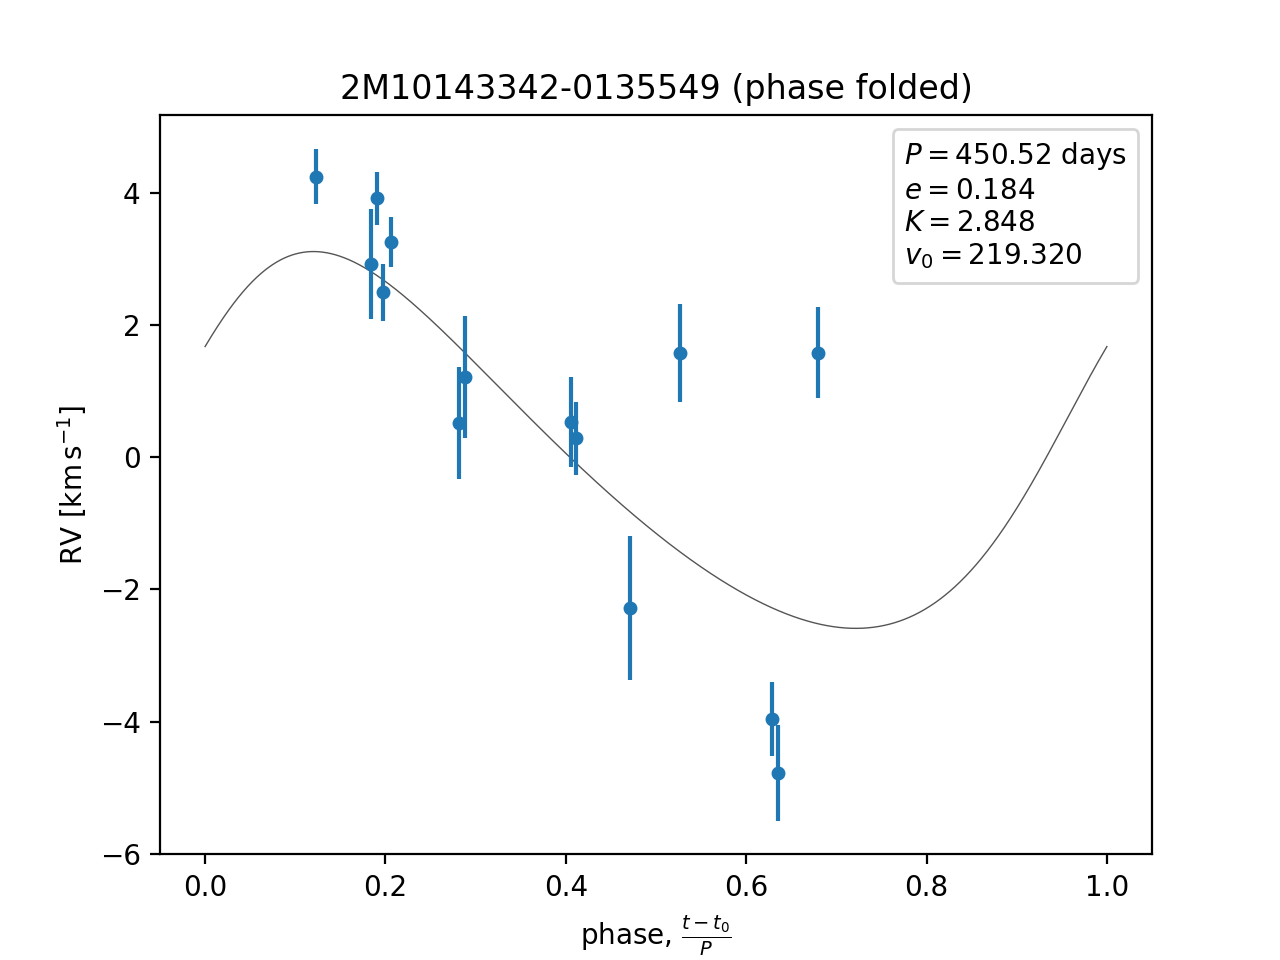 2M10143342-0135549 (phase folded)
P = 450.52 days
e = 0.184
K = 2.848
v₀ = 219.320
4
2
0
−2
−4
−6
RV [km s⁻¹]
0.0 0.2 0.4 0.6 0.8 1.0
phase, (t − t₀)/P